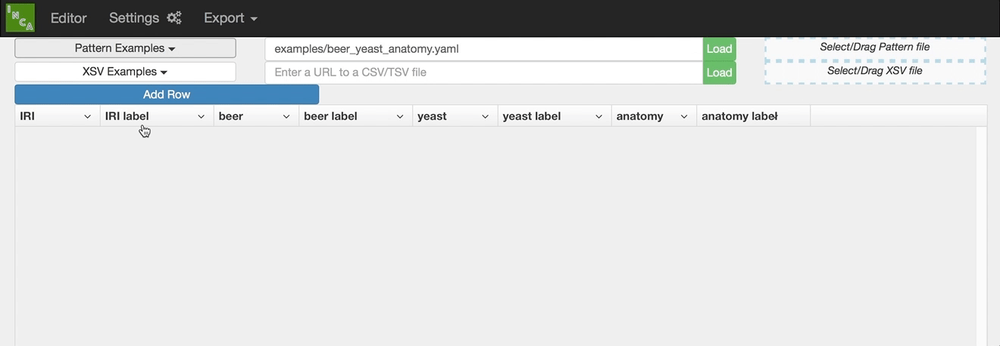 INCA Editor Settings Export
Pattern Examples examples/beer_yeast_anatomy.yaml Load Select/Drag Pattern file
XSV Examples Enter a URL to a CSV/TSV file Load Select/Drag XSV file
Add Row
IRI IRI label beer beer label yeast yeast label anatomy anatomy label